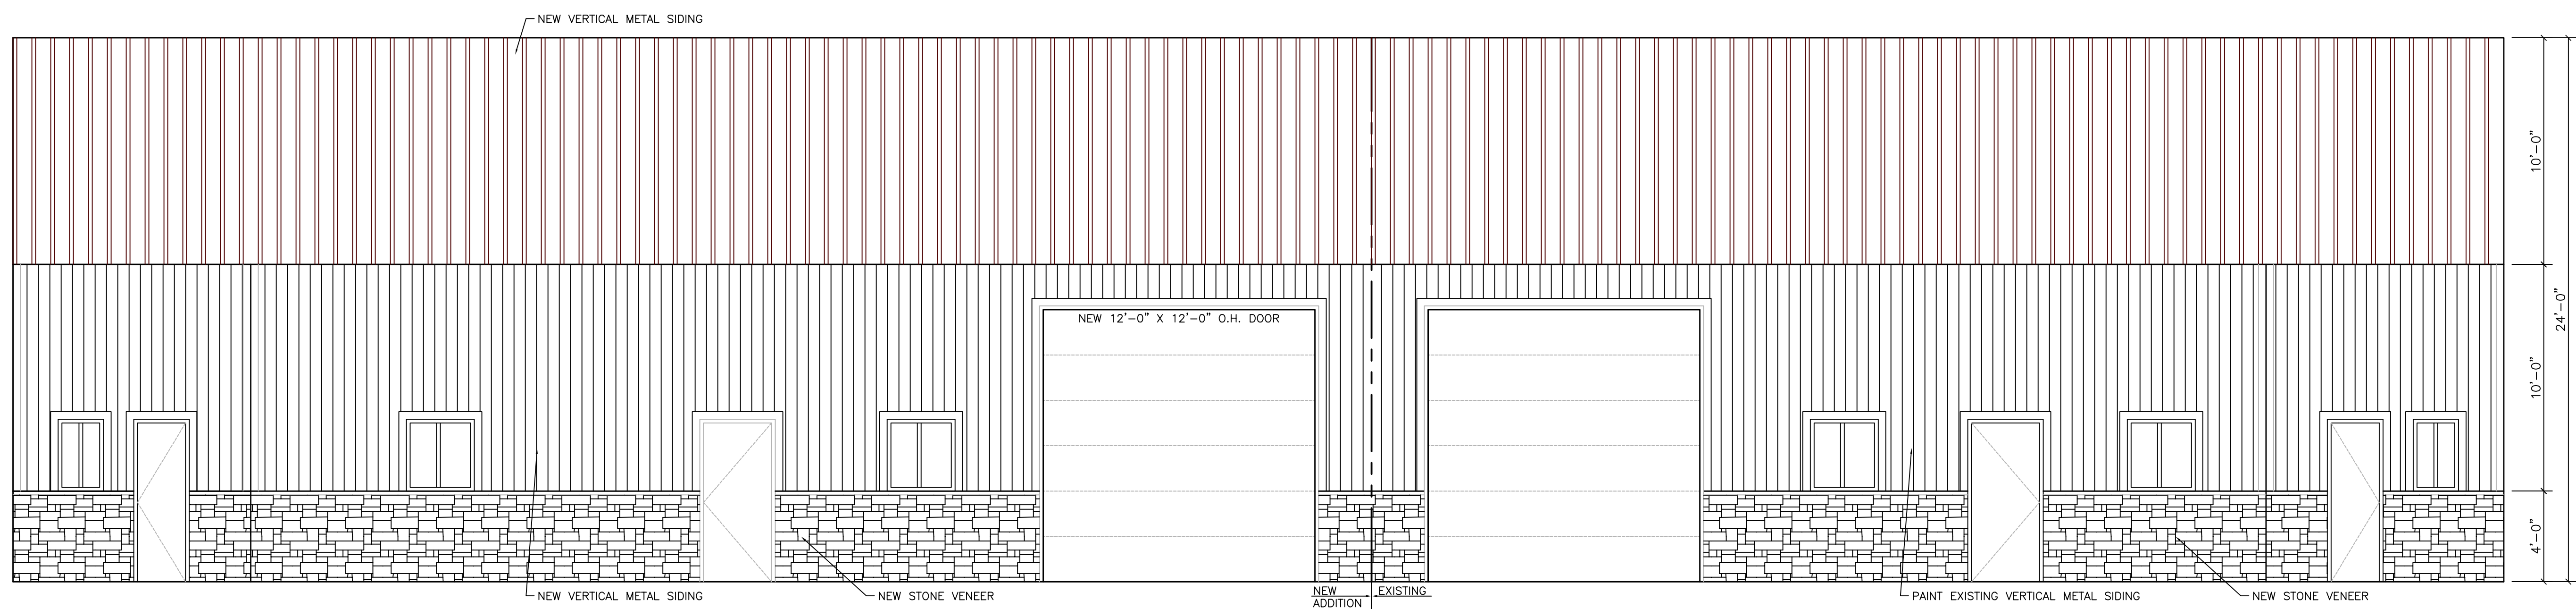 NEW VERTICAL METAL SIDING
10'-0"
24'-0"
NEW 12'-0" X 12'-0" O.H. DOOR
10'-0"
4'-0"
NEW VERTICAL METAL SIDING
NEW STONE VENEER
NEW
ADDITION
EXISTING
PAINT EXISTING VERTICAL METAL SIDING
NEW STONE VENEER